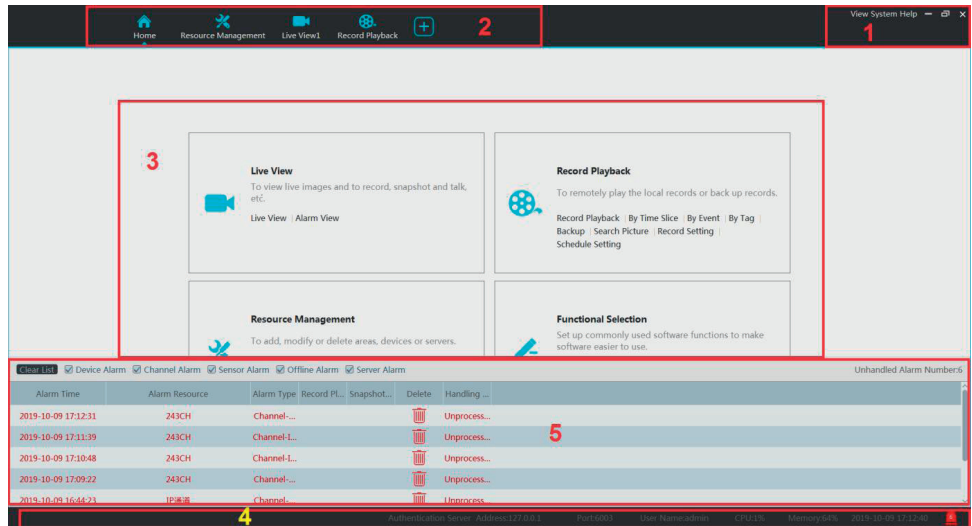 View System Help
1
Home Resource Management Live View1 Record Playback
2
3
Live View
To view live images and to record, snapshot and talk,
etc.
Live View | Alarm View
Record Playback
To remotely play the local records or back up records.
Record Playback | By Time Slice | By Event | By Tag |
Backup | Search Picture | Record Setting |
Schedule Setting
Resource Management
To add, modify or delete areas, devices or servers.
Functional Selection
Set up commonly used software functions to make
software easier to use.
Clear List Device Alarm Channel Alarm Sensor Alarm Offline Alarm Server Alarm Unhandled Alarm Number:6
Alarm Time Alarm Resource Alarm Type Record Pl... Snapshot... Delete Handling ...
2019-10-09 17:12:31 243CH Channel-... Unprocess...
2019-10-09 17:11:39 243CH Channel-I... Unprocess...
5
2019-10-09 17:10:48 243CH Channel-I... Unprocess...
2019-10-09 17:09:22 243CH Channel-... Unprocess...
2019-10-09 16:44:23 IP通道 Channel-... Unprocess...
4
Authentication Server Address:127.0.0.1 Port:6003 User Name:admin CPU:1% Memory:64% 2019-10-09 17:12:40